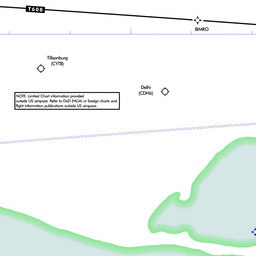 T608
BIMRO
Tillsonburg
(CYTB)
Delhi
(CDH6)
NOTE: Limited Chart information provided
outside US airspace. Refer to DoD (NGA) or foreign charts and
flight information publications outside US airspace.